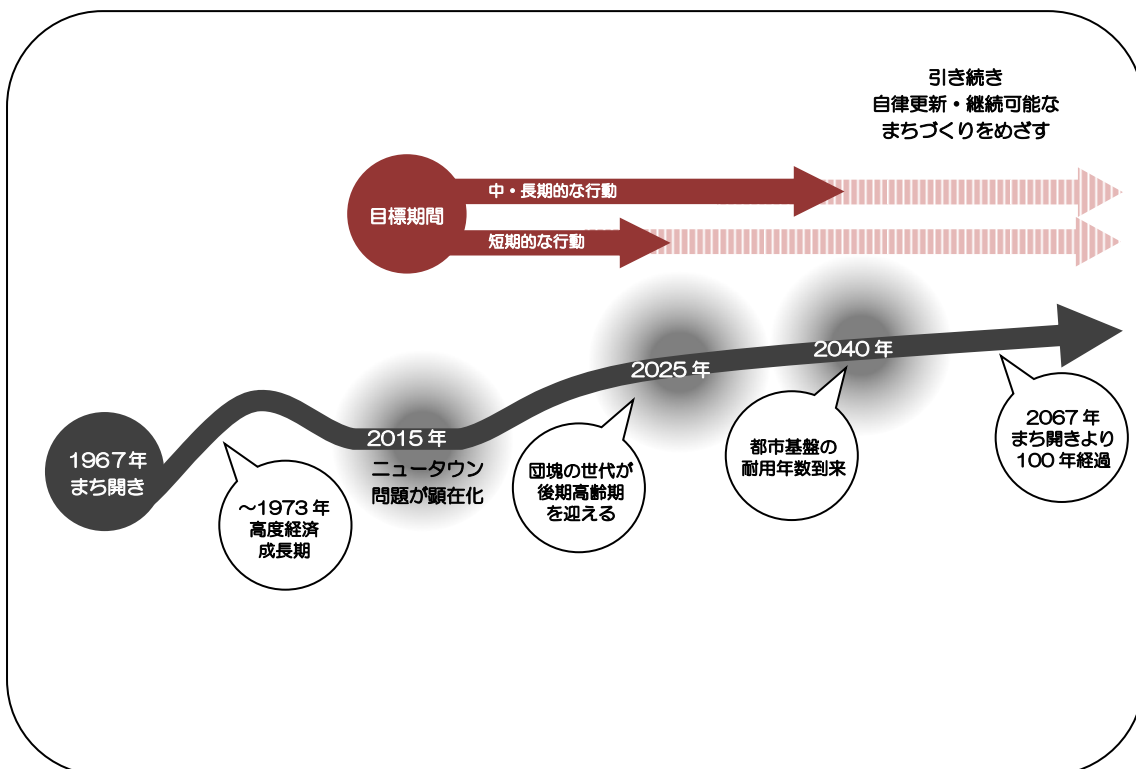 引き続き
自律更新・継続可能な
まちづくりをめざす
中・長期的な行動
目標期間
短期的な行動
2040 年
2025 年
2015 年
ニュータウン
問題が顕在化
1967年
まち開き
～1973 年
高度経済
成長期
団塊の世代が
後期高齢期
を迎える
都市基盤の
耐用年数到来
2067 年
まち開きより
100 年経過